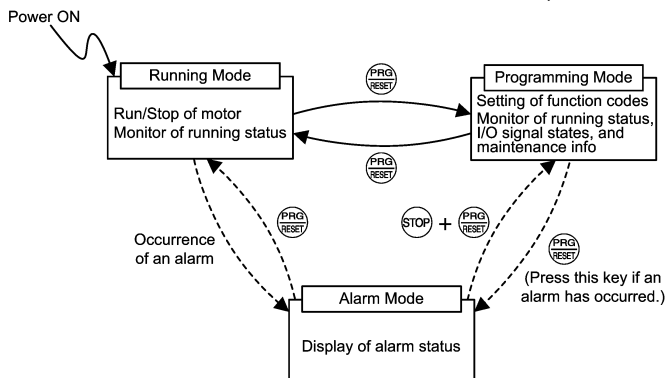 Power ON
Running Mode
Run/Stop of motor
Monitor of running status
PRG
RESET
PRG
RESET
Programming Mode
Setting of function codes
Monitor of running status,
I/O signal states, and
maintenance info
Occurrence
of an alarm
PRG
RESET
STOP + PRG
RESET
PRG
RESET
(Press this key if an
alarm has occurred.)
Alarm Mode
Display of alarm status